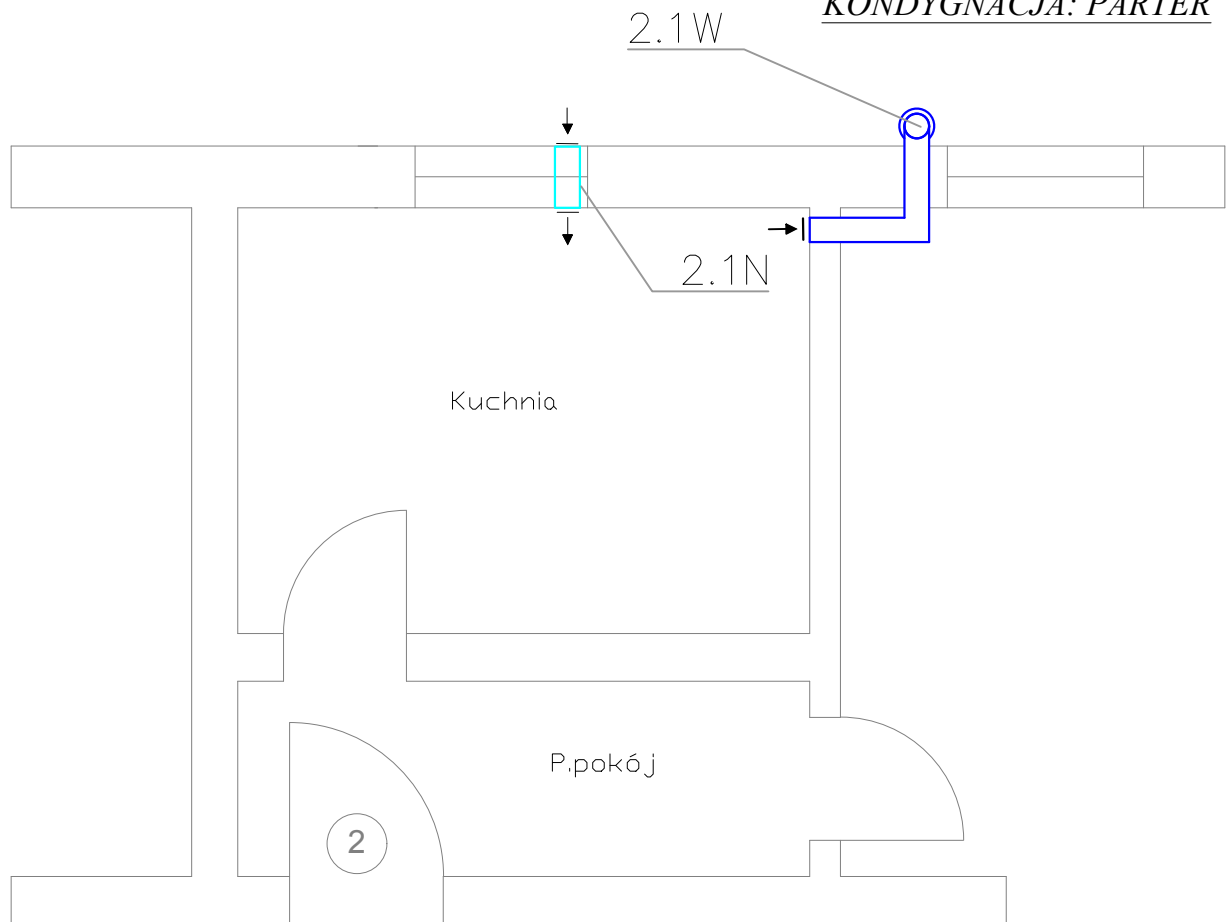 KONDYGNACJA: PARTER
2.1W
2.1N
Kuchnia
P.pokój
2